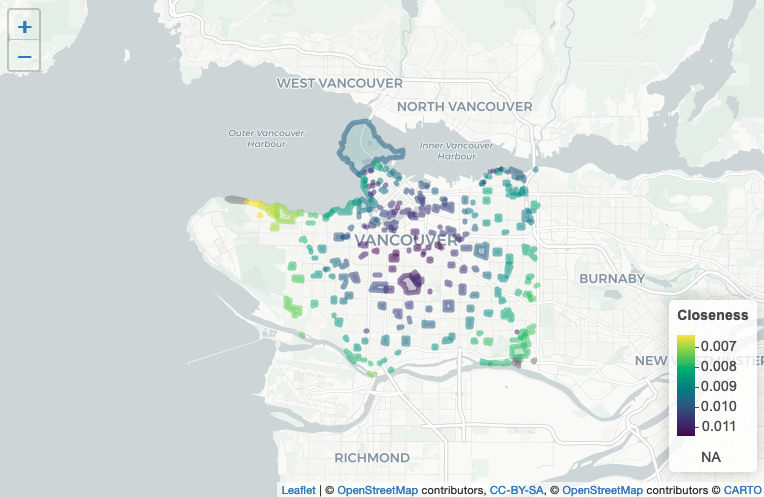 +
−
WEST VANCOUVER
NORTH VANCOUVER
Outer Vancouver
Harbour
Inner Vancouver
Harbour
VANCOUVER
BURNABY
Closeness
0.007
0.008
0.009
0.010
0.011
NA
NEW WESTMINSTER
RICHMOND
Leaflet | © OpenStreetMap contributors, CC-BY-SA, © OpenStreetMap contributors © CARTO